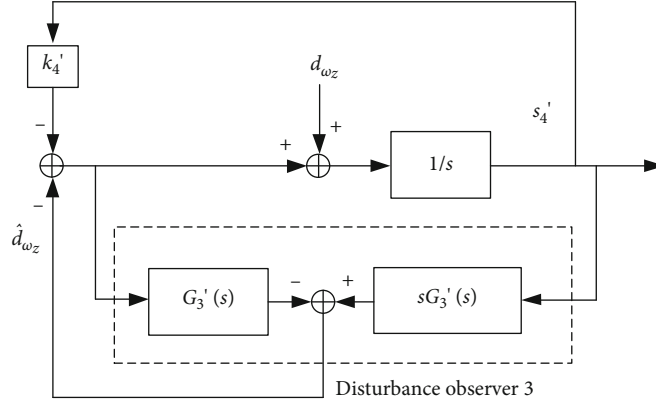 k₄'
d_ωz
s₄'
−
+
+
1/s
−
d̂_ωz
G₃' (s)
−
+
sG₃' (s)
Disturbance observer 3